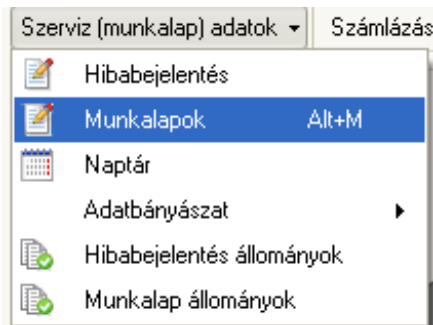 Szerviz (munkalap) adatok Számlázás
Hibabejelentés
Munkalapok Alt+M
Naptár
Adatbányászat
Hibabejelentés állományok
Munkalap állományok